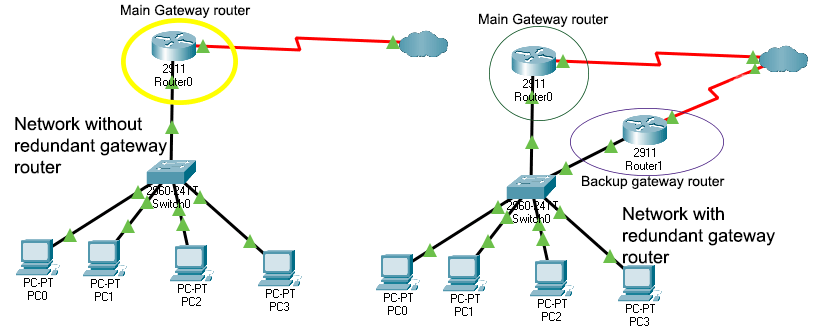 Main Gateway router
2911
Router0
Network without
redundant gateway
router
2960-24TT
Switch0
PC-PT
PC0
PC-PT
PC1
PC-PT
PC2
PC-PT
PC3
Main Gateway router
2911
Router0
2911
Router1
Backup gateway router
2960-24TT
Switch0
Network with
redundant gateway
router
PC-PT
PC0
PC-PT
PC1
PC-PT
PC2
PC-PT
PC3